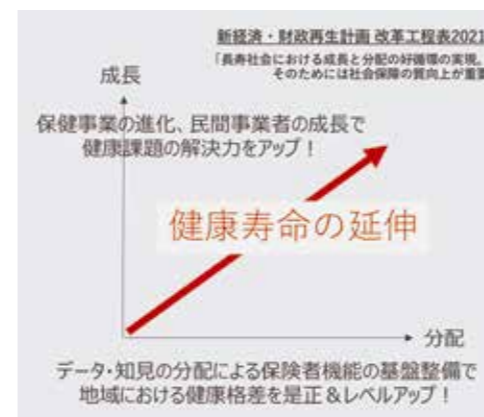 新経済・財政再生計画 改革工程表2021
「長寿社会における成長と分配の好循環の実現。
そのためには社会保障の質向上が重要
成長
保健事業の進化、民間事業者の成長で
健康課題の解決力をアップ！
健康寿命の延伸
分配
データ・知見の分配による保険者機能の基盤整備で
地域における健康格差を是正＆レベルアップ！